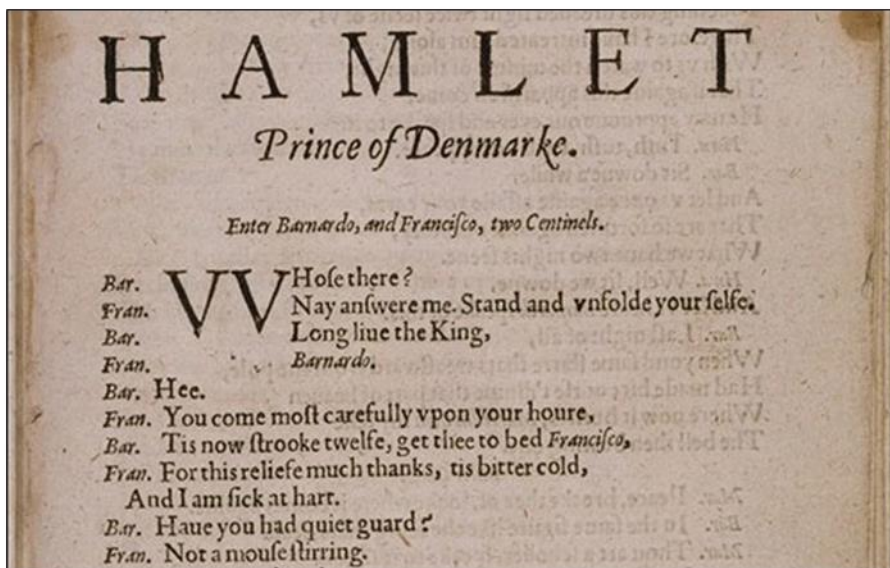 HAMLET
Prince of Denmarke.
Enter Barnardo, and Franciſco, two Centinels.
Bar. VVHoſe there?
Fran. Nay anſwere me. Stand and vnfolde your ſelfe.
Bar. Long liue the King,
Fran. Barnardo.
Bar. Hee.
Fran. You come moſt carefully vpon your houre,
Bar. Tis now ſtrooke twelfe, get thee to bed Franciſco,
Fran. For this reliefe much thanks, tis bitter cold,
And I am ſick at hart.
Bar. Haue you had quiet guard?
Fran. Not a mouſe ſtirring.